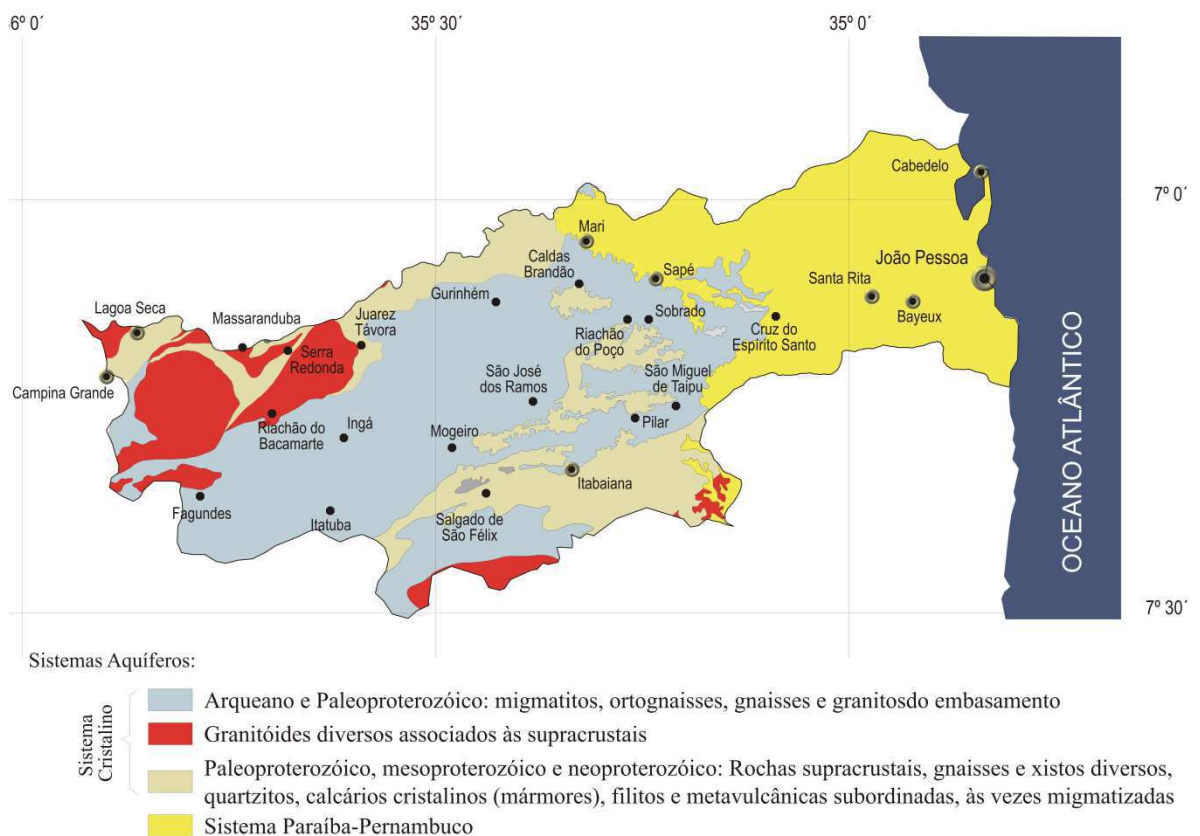 6º 0´
35º 30´
35º 0´
Cabedelo
7º 0´
Mari
Caldas
Brandão
João Pessoa
Sapé
Santa Rita
Gurinhém
Bayeux
Lagoa Seca
Massaranduba
Juarez
Távora
Sobrado
Riachão
do Poço
Cruz do
Espírito Santo
Serra
Redonda
São José
dos Ramos
São Miguel
de Taipu
Campina Grande
Riachão do
Bacamarte
Ingá
Mogeiro
Pilar
Itabaiana
Fagundes
Itatuba
Salgado de
São Félix
OCEANO ATLÂNTICO
7º 30´
Sistemas Aquíferos:
Sistema
Cristalino
Arqueano e Paleoproterozóico: migmatitos, ortognaisses, gnaisses e granitosdo embasamento
Granitóides diversos associados às supracrustais
Paleoproterozóico, mesoproterozóico e neoproterozóico: Rochas supracrustais, gnaisses e xistos diversos,
quartzitos, calcários cristalinos (mármores), filitos e metavulcânicas subordinadas, às vezes migmatizadas
Sistema Paraíba-Pernambuco